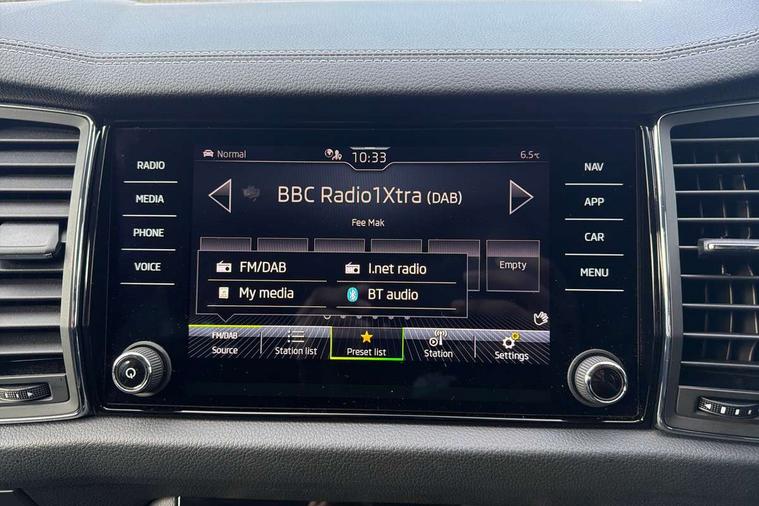 RADIO
MEDIA
PHONE
VOICE
Normal
10:33
6.5°C
BBC Radio1Xtra (DAB)
Fee Mak
FM/DAB
I.net radio
My media
BT audio
Empty
FM/DAB
Source
Station list
Preset list
Station
Settings
NAV
APP
CAR
MENU